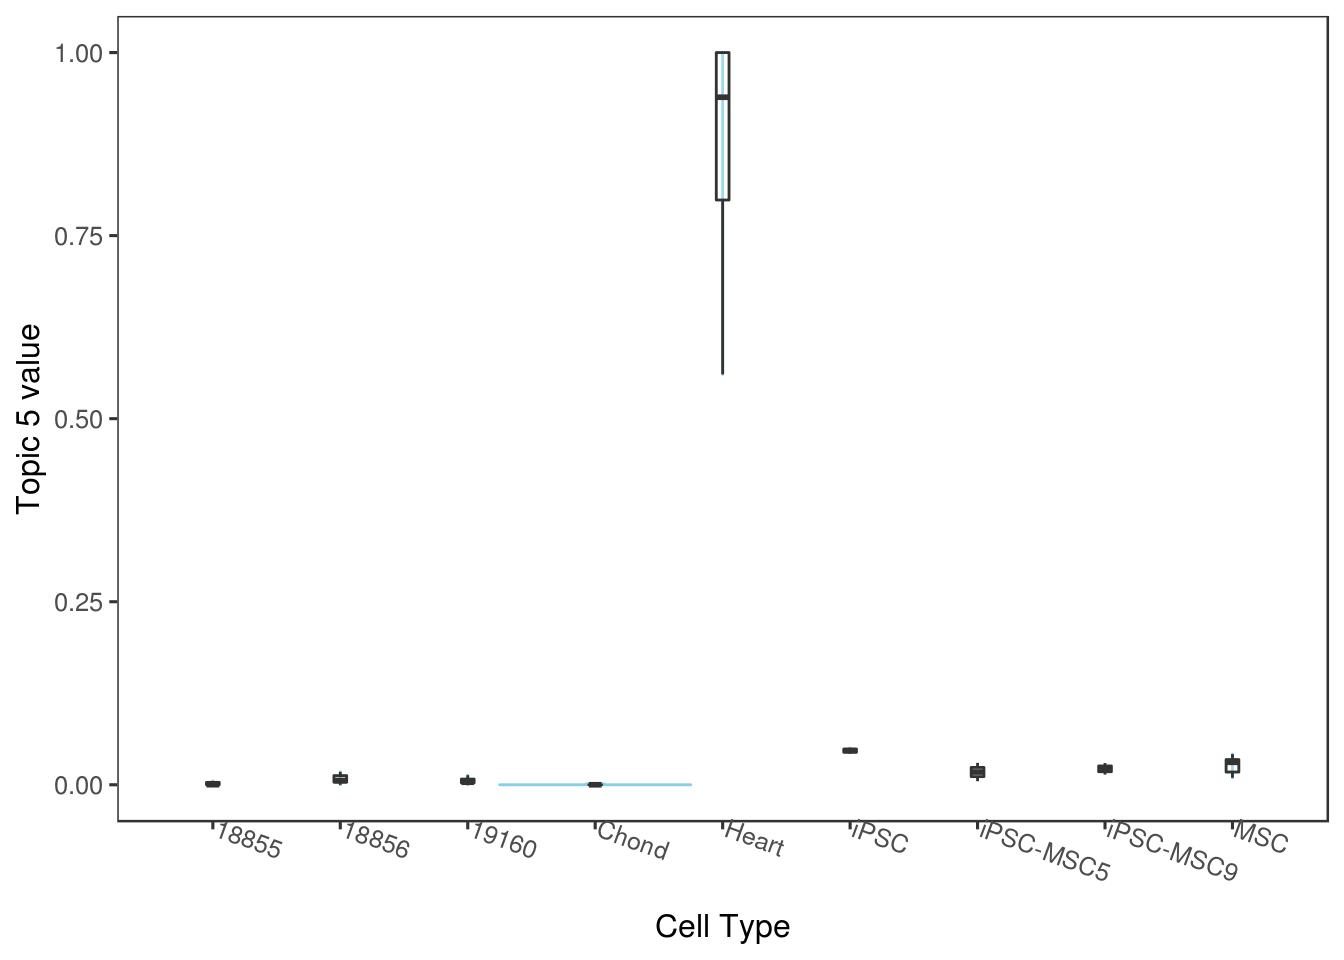 1.00
0.75
0.50
0.25
0.00
Topic 5 value
18855
18856
19160
Chond
Heart
iPSC
iPSC-MSC5
iPSC-MSC9
MSC
Cell Type